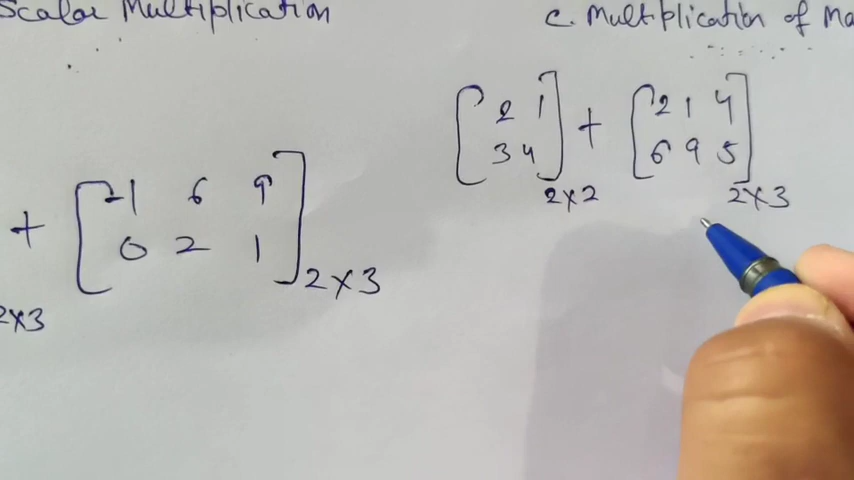 Scalar Multiplication
c. Multiplication of Ma
+ [-1 6 9
0 2 1] 2×3
2×3
[2 1
3 4] 2×2 + [2 1 4
6 9 5] 2×3